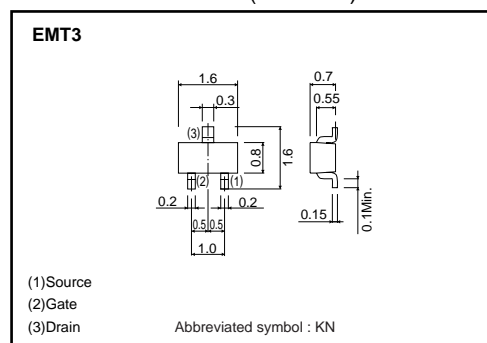 EMT3
1.6
0.3
(3)
0.8
1.6
(2)
(1)
0.2
0.2
0.5 0.5
1.0
0.7
0.55
0.15
0.1Min.
(1)Source
(2)Gate
(3)Drain
Abbreviated symbol : KN